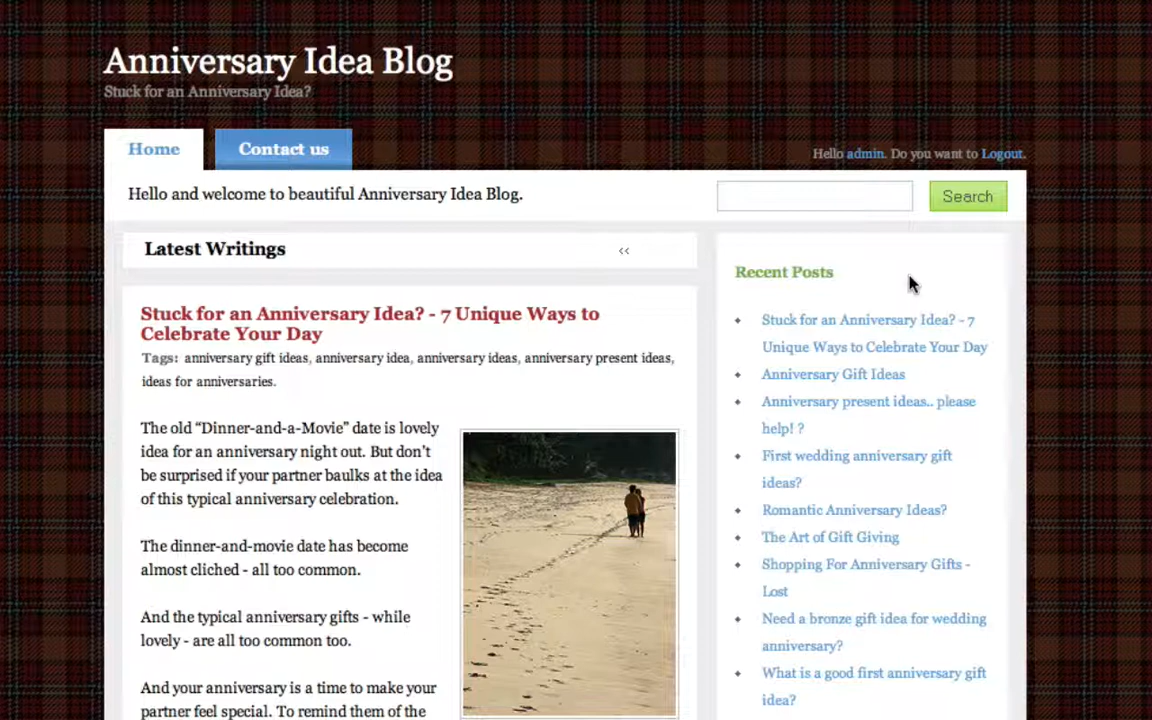 Anniversary Idea Blog
Stuck for an Anniversary Idea?
Home
Contact us
Hello admin. Do you want to Logout.
Hello and welcome to beautiful Anniversary Idea Blog.
Search
Latest Writings
<<
Stuck for an Anniversary Idea? - 7 Unique Ways to
Celebrate Your Day
Tags: anniversary gift ideas, anniversary idea, anniversary ideas, anniversary present ideas,
ideas for anniversaries.
The old “Dinner-and-a-Movie” date is lovely
idea for an anniversary night out. But don’t
be surprised if your partner baulks at the idea
of this typical anniversary celebration.
The dinner-and-movie date has become
almost cliched - all too common.
And the typical anniversary gifts - while
lovely - are all too common too.
And your anniversary is a time to make your
partner feel special. To remind them of the
Recent Posts
Stuck for an Anniversary Idea? - 7
Unique Ways to Celebrate Your Day
Anniversary Gift Ideas
Anniversary present ideas.. please
help! ?
First wedding anniversary gift
ideas?
Romantic Anniversary Ideas?
The Art of Gift Giving
Shopping For Anniversary Gifts -
Lost
Need a bronze gift idea for wedding
anniversary?
What is a good first anniversary gift
idea?